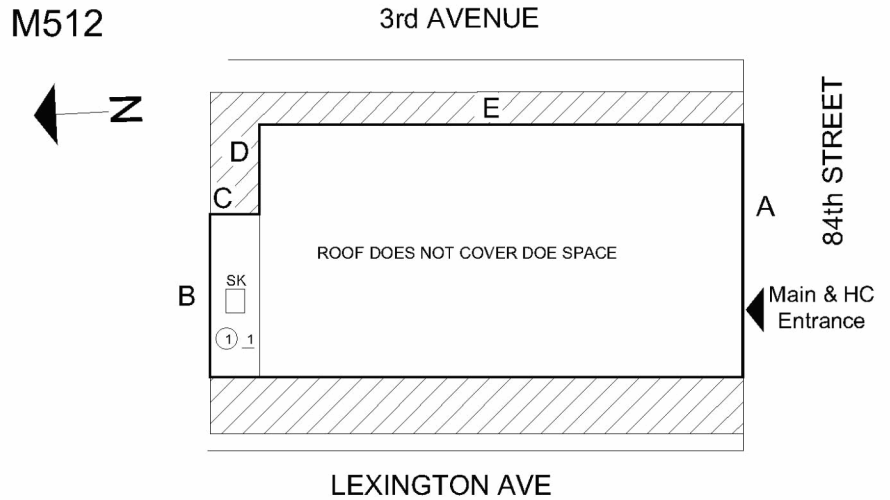 M512
3rd AVENUE
N
E
84th STREET
D
C
A
ROOF DOES NOT COVER DOE SPACE
SK
B
Main & HC
Entrance
1 1
LEXINGTON AVE